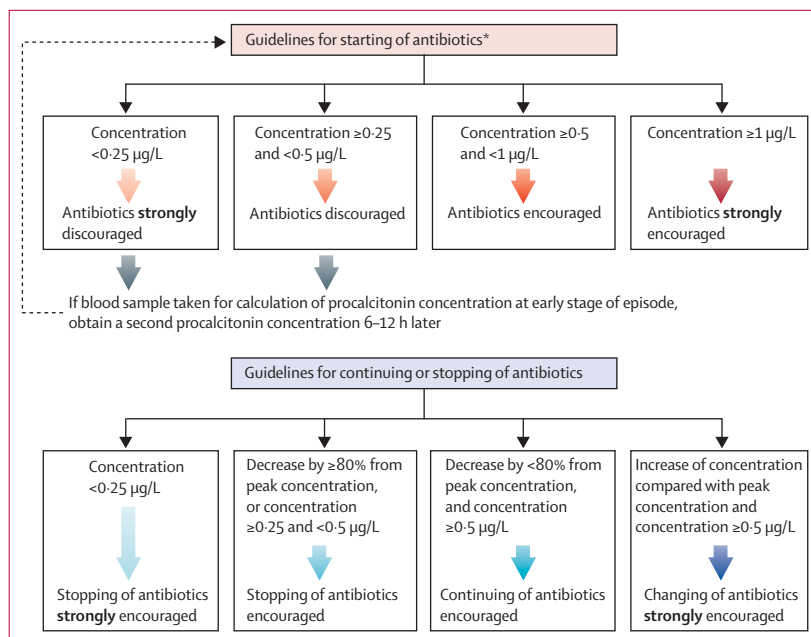 Guidelines for starting of antibiotics*
Concentration
<0·25 µg/L
Antibiotics strongly
discouraged
Concentration ≥0·25
and <0·5 µg/L
Antibiotics discouraged
Concentration ≥0·5
and <1 µg/L
Antibiotics encouraged
Concentration ≥1 µg/L
Antibiotics strongly
encouraged
If blood sample taken for calculation of procalcitonin concentration at early stage of episode,
obtain a second procalcitonin concentration 6–12 h later
Guidelines for continuing or stopping of antibiotics
Concentration
<0·25 µg/L
Stopping of antibiotics
strongly encouraged
Decrease by ≥80% from
peak concentration,
or concentration
≥0·25 and <0·5 µg/L
Stopping of antibiotics
encouraged
Decrease by <80% from
peak concentration,
and concentration
≥0·5 µg/L
Continuing of antibiotics
encouraged
Increase of concentration
compared with peak
concentration and
concentration ≥0·5 µg/L
Changing of antibiotics
strongly encouraged